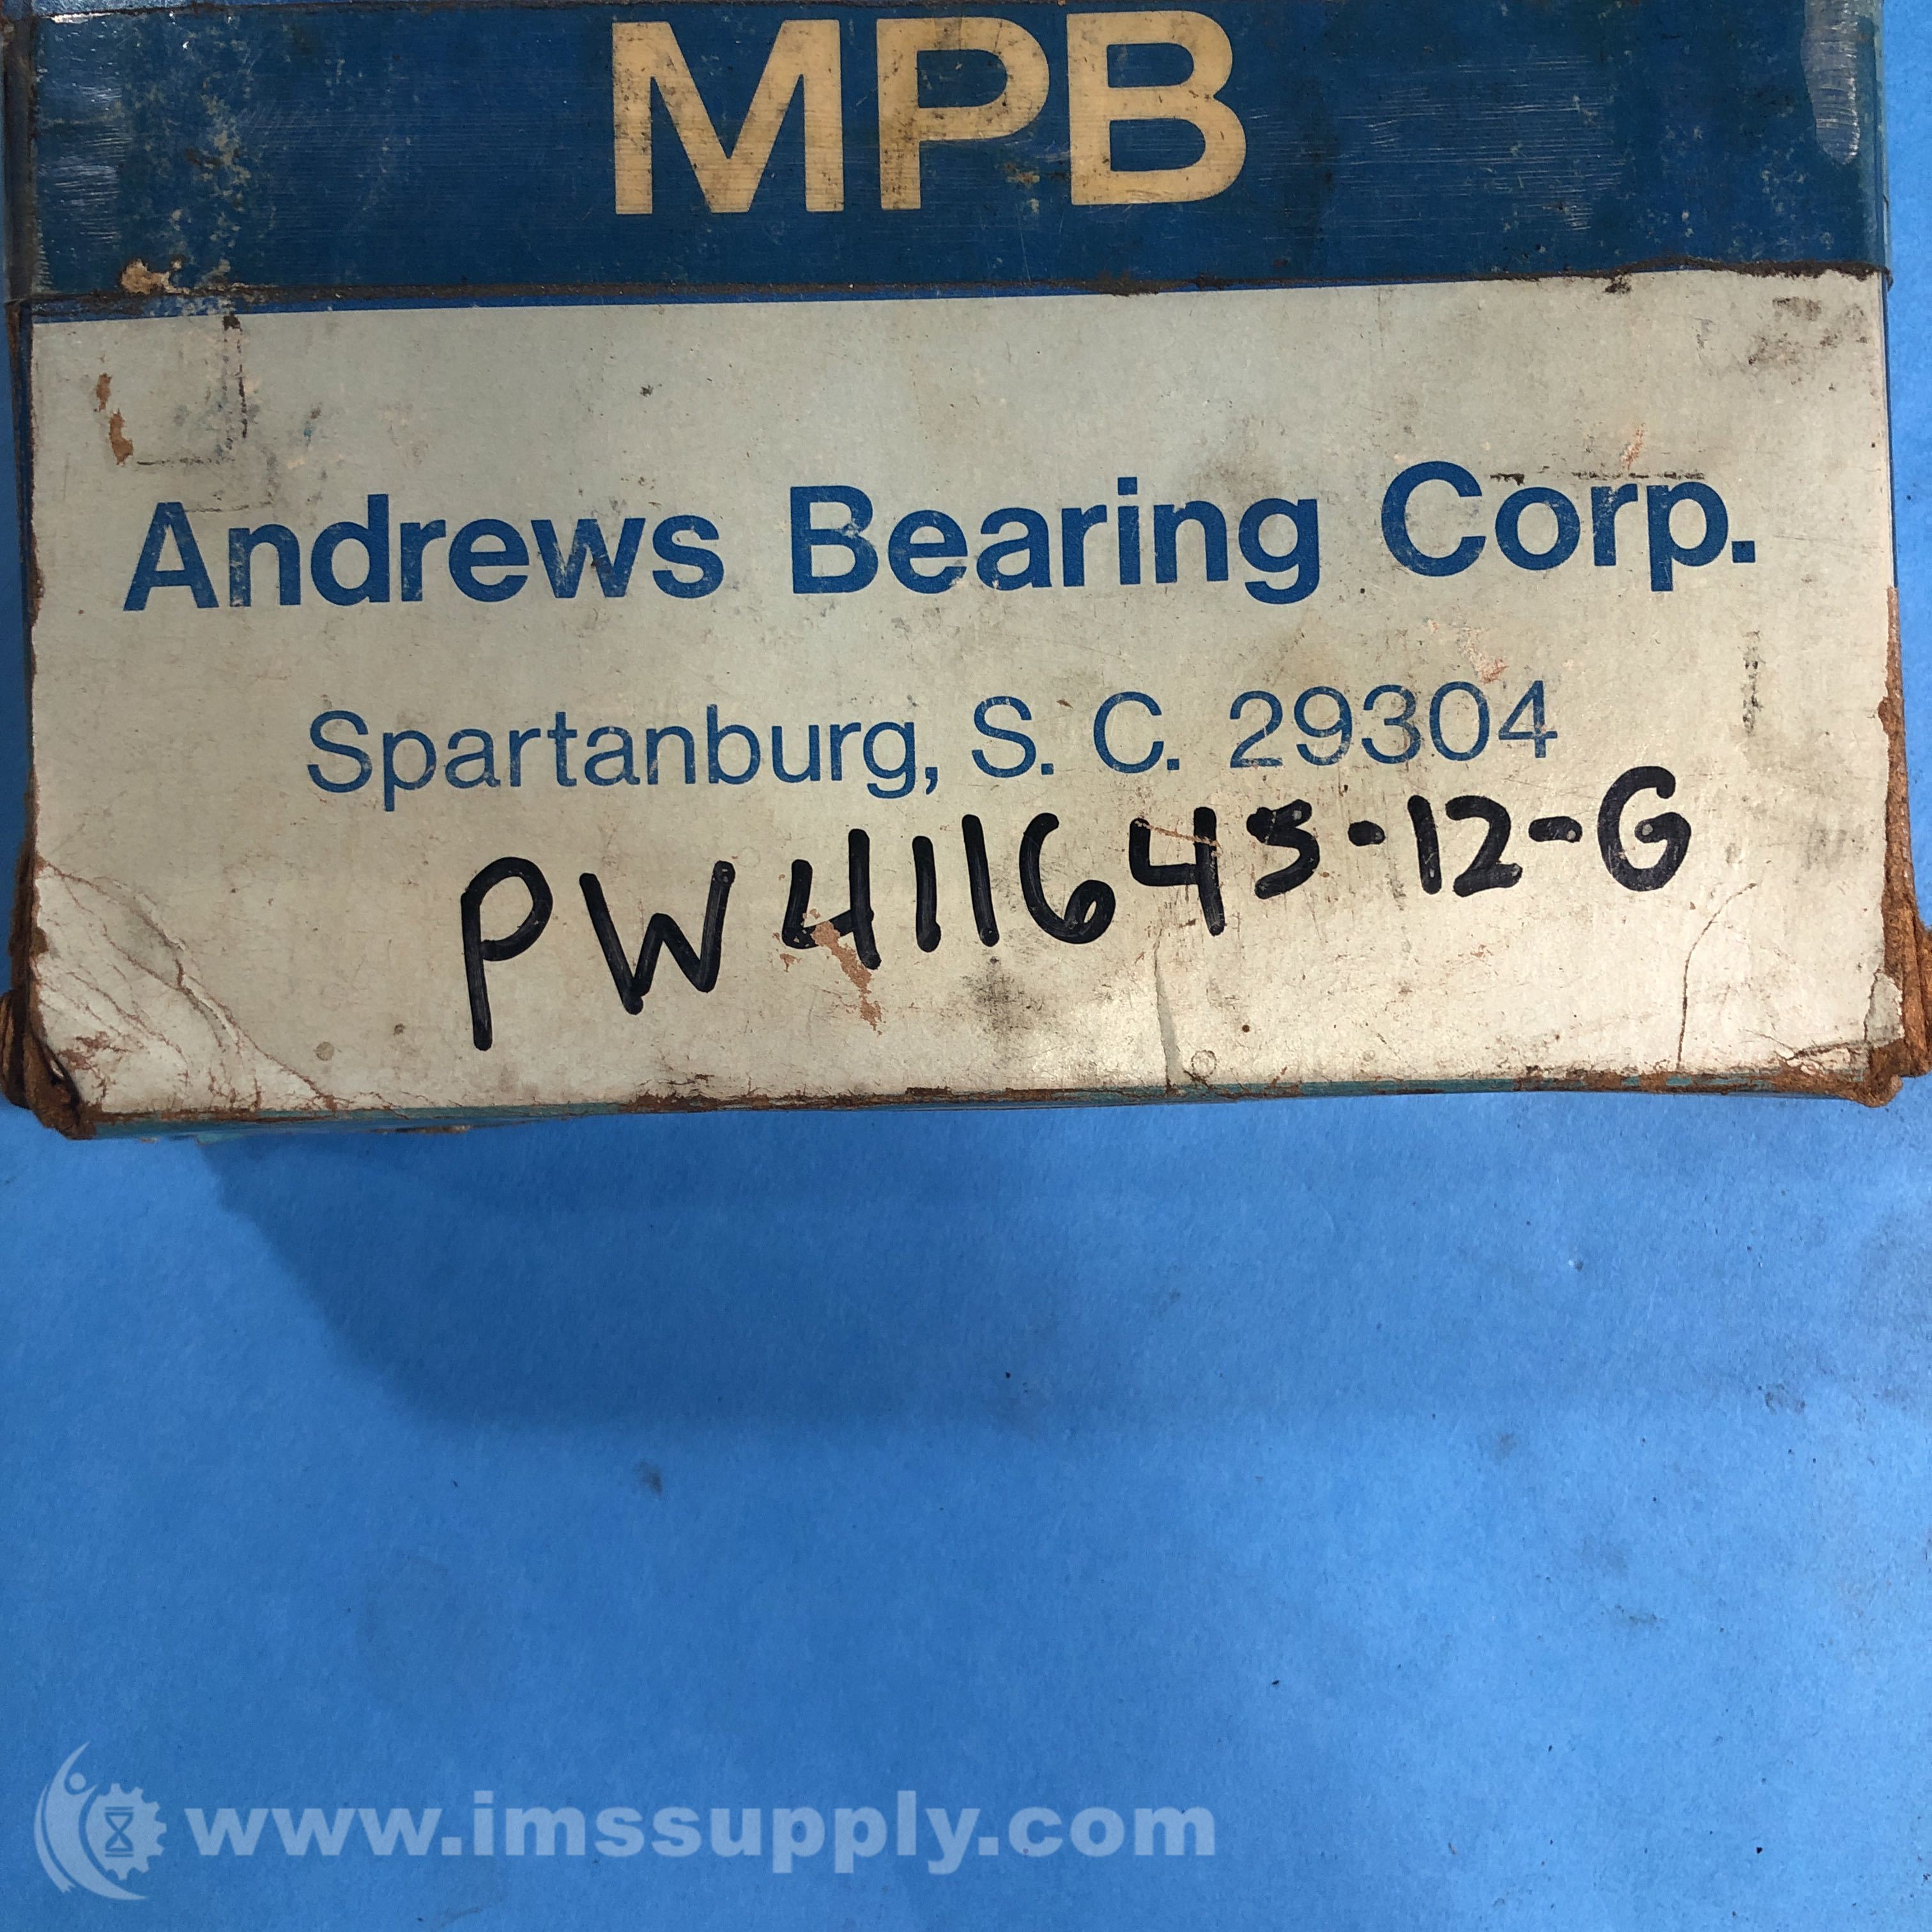 MPB
Andrews Bearing Corp.
Spartanburg, S. C. 29304
PW411645-12-G
www.imssupply.com